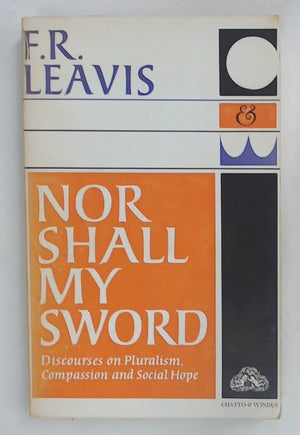 F.R.
LEAVIS
&
W
NOR
SHALL
MY
SWORD
Discourses on Pluralism,
Compassion and Social Hope
CHATTO & WINDUS